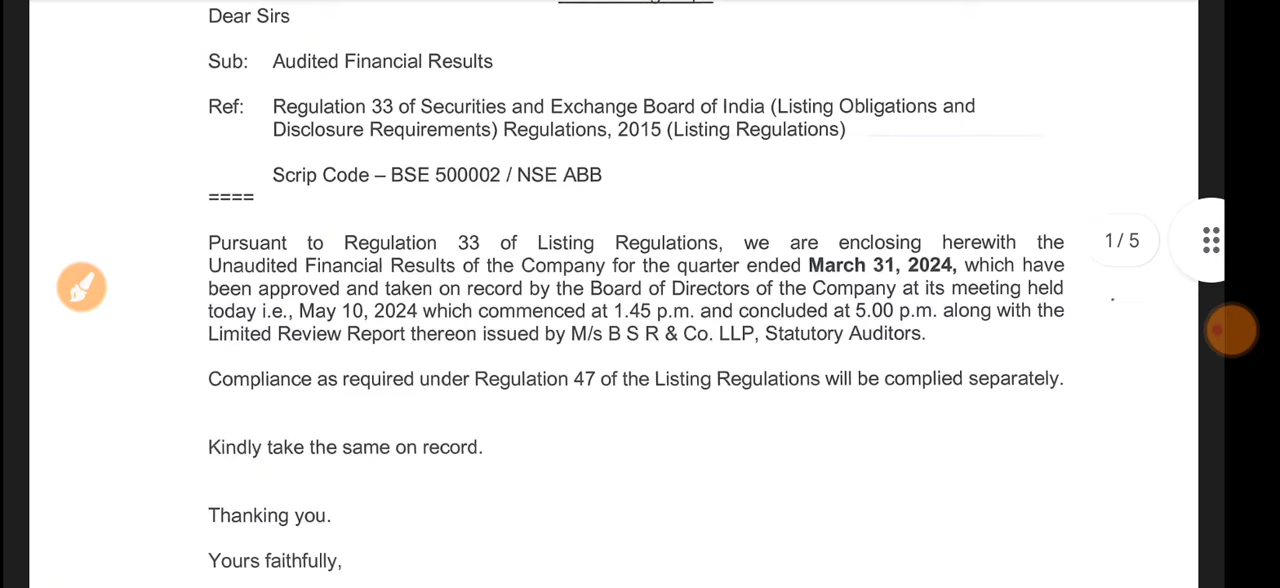 Dear Sirs
Sub: Audited Financial Results
Ref: Regulation 33 of Securities and Exchange Board of India (Listing Obligations and
Disclosure Requirements) Regulations, 2015 (Listing Regulations)
Scrip Code – BSE 500002 / NSE ABB
====
Pursuant to Regulation 33 of Listing Regulations, we are enclosing herewith the
Unaudited Financial Results of the Company for the quarter ended March 31, 2024, which have
been approved and taken on record by the Board of Directors of the Company at its meeting held
today i.e., May 10, 2024 which commenced at 1.45 p.m. and concluded at 5.00 p.m. along with the
Limited Review Report thereon issued by M/s B S R & Co. LLP, Statutory Auditors.
Compliance as required under Regulation 47 of the Listing Regulations will be complied separately.
Kindly take the same on record.
Thanking you.
Yours faithfully,
1 / 5